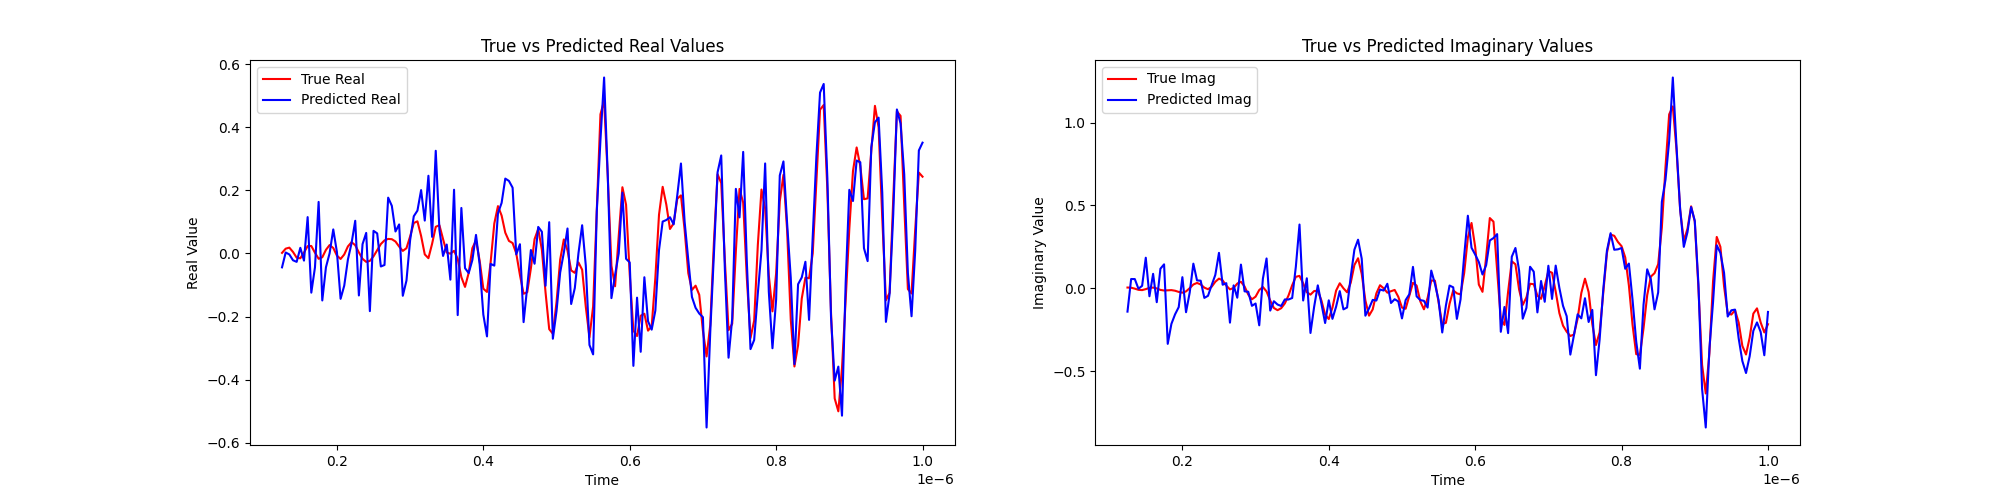 True vs Predicted Real Values
True Real
Predicted Real
Real Value
0.6
0.4
0.2
0.0
−0.2
−0.4
−0.6
0.2
0.4
0.6
0.8
1.0
1e−6
Time
True vs Predicted Imaginary Values
True Imag
Predicted Imag
Imaginary Value
1.0
0.5
0.0
−0.5
0.2
0.4
0.6
0.8
1.0
1e−6
Time